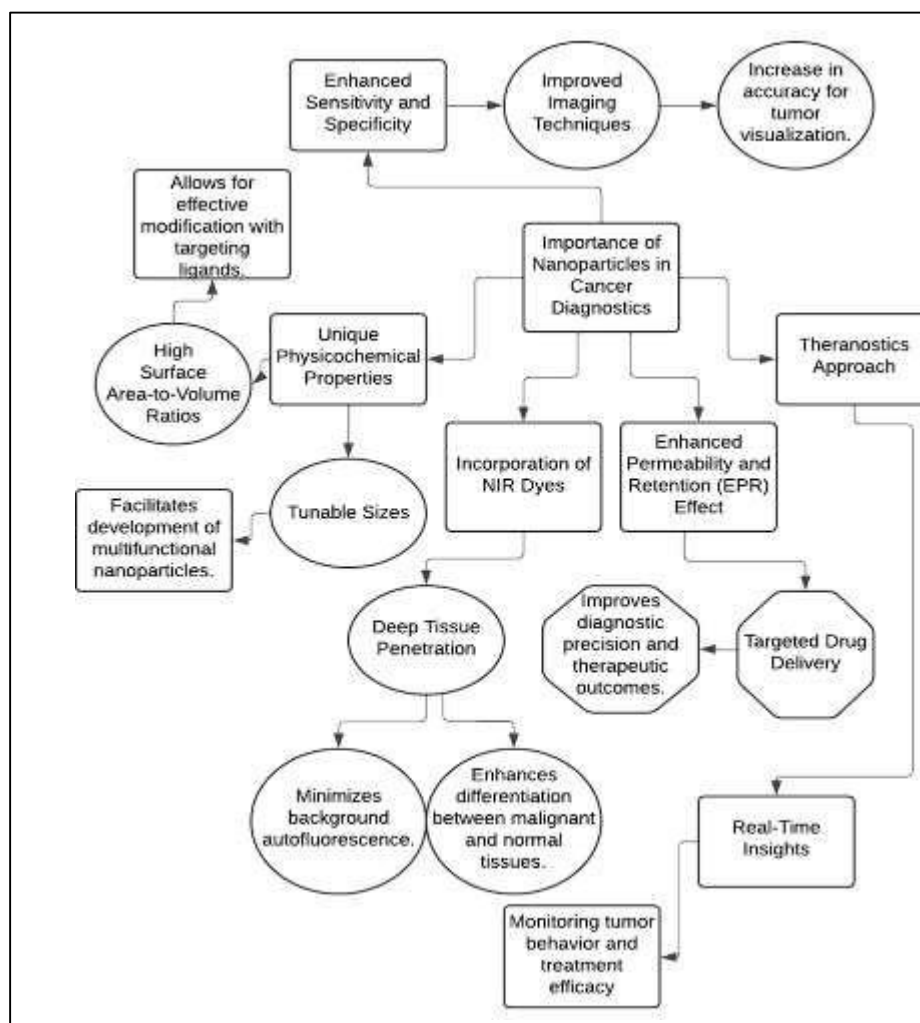 Enhanced
Sensitivity and
Specificity
Improved
Imaging
Techniques
Increase in
accuracy for
tumor
visualization.
Allows for
effective
modification with
targeting
ligands.
Importance of
Nanoparticles in
Cancer
Diagnostics
High
Surface
Area-to-Volume
Ratios
Unique
Physicochemical
Properties
Theranostics
Approach
Incorporation of
NIR Dyes
Enhanced
Permeability and
Retention (EPR)
Effect
Facilitates
development of
multifunctional
nanoparticles.
Tunable Sizes
Deep Tissue
Penetration
Improves
diagnostic
precision and
therapeutic
outcomes.
Targeted Drug
Delivery
Minimizes
background
autofluorescence.
Enhances
differentiation
between malignant
and normal
tissues.
Real-Time
Insights
Monitoring tumor
behavior and
treatment
efficacy